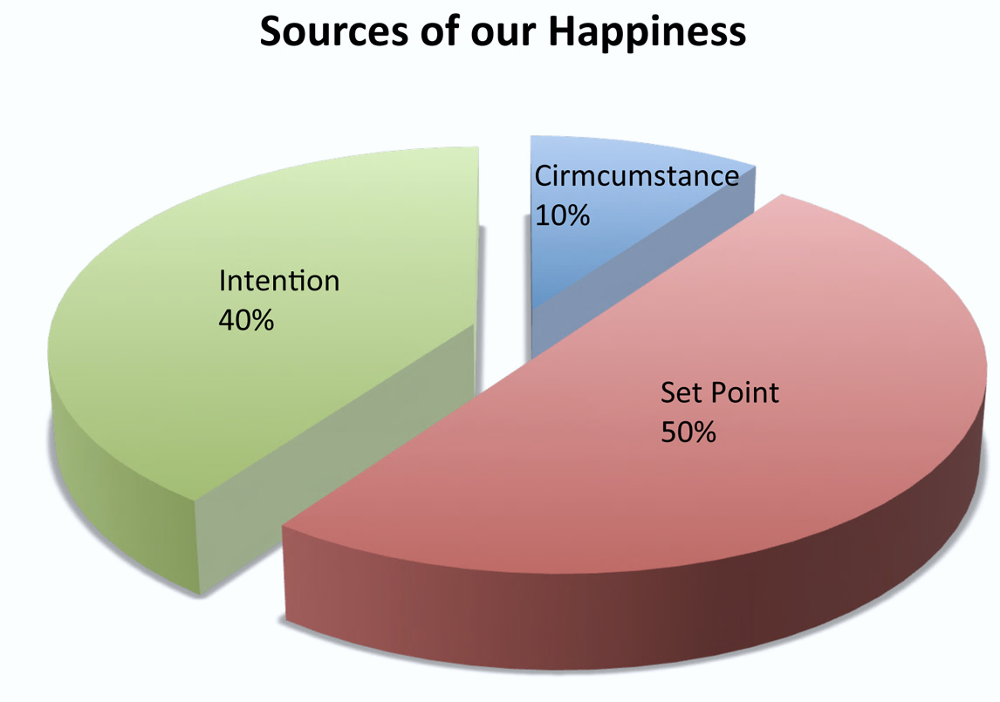 Sources of our Happiness
Cirmcumstance
10%
Intention
40%
Set Point
50%